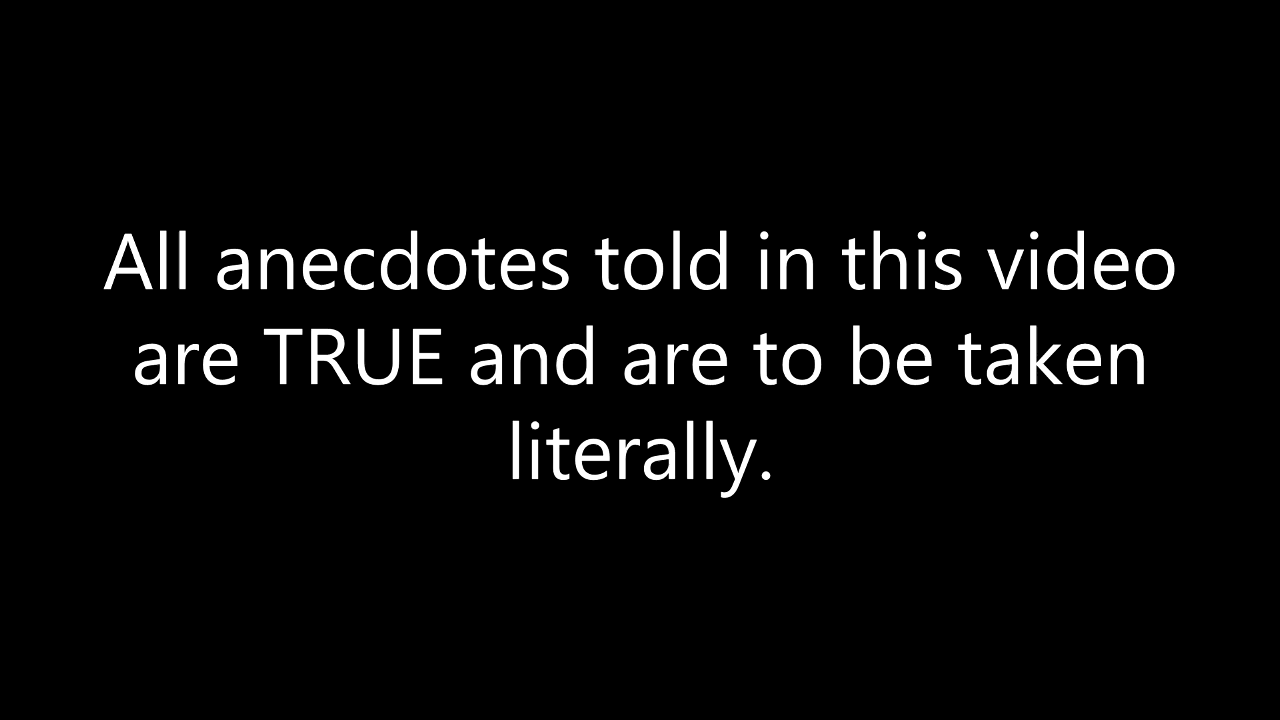 All anecdotes told in this video
are TRUE and are to be taken
literally.